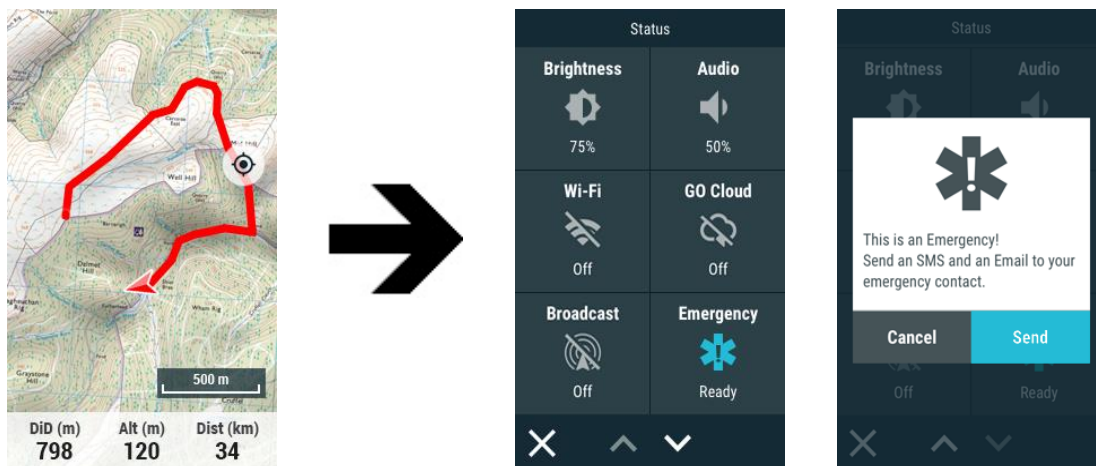 Well Hill
500 m
DiD (m) Alt (m) Dist (km)
798 120 34
Status
Brightness Audio
75% 50%
Wi-Fi GO Cloud
Off Off
Broadcast Emergency
Off Ready
Status
Brightness Audio
This is an Emergency!
Send an SMS and an Email to your
emergency contact.
Cancel Send
Off Ready